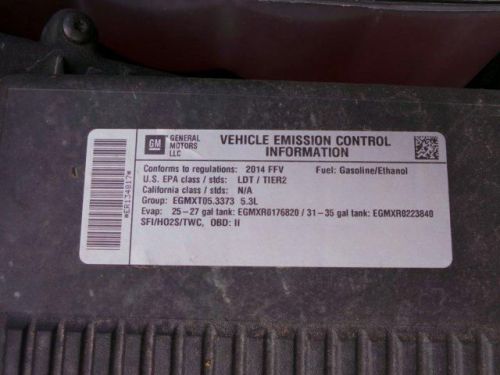 GM
GENERAL
MOTORS
LLC
VEHICLE EMISSION CONTROL
INFORMATION
Conforms to regulations: 2014 FFV Fuel: Gasoline/Ethanol
U.S. EPA class / stds: LDT / TIER2
California class / stds: N/A
Group: EGMXT05.3373 5.3L
Evap: 25-27 gal tank: EGMXR0176820 / 31-35 gal tank: EGMXR0223840
SFI/HO2S/TWC, OBD: II
*ER134817*